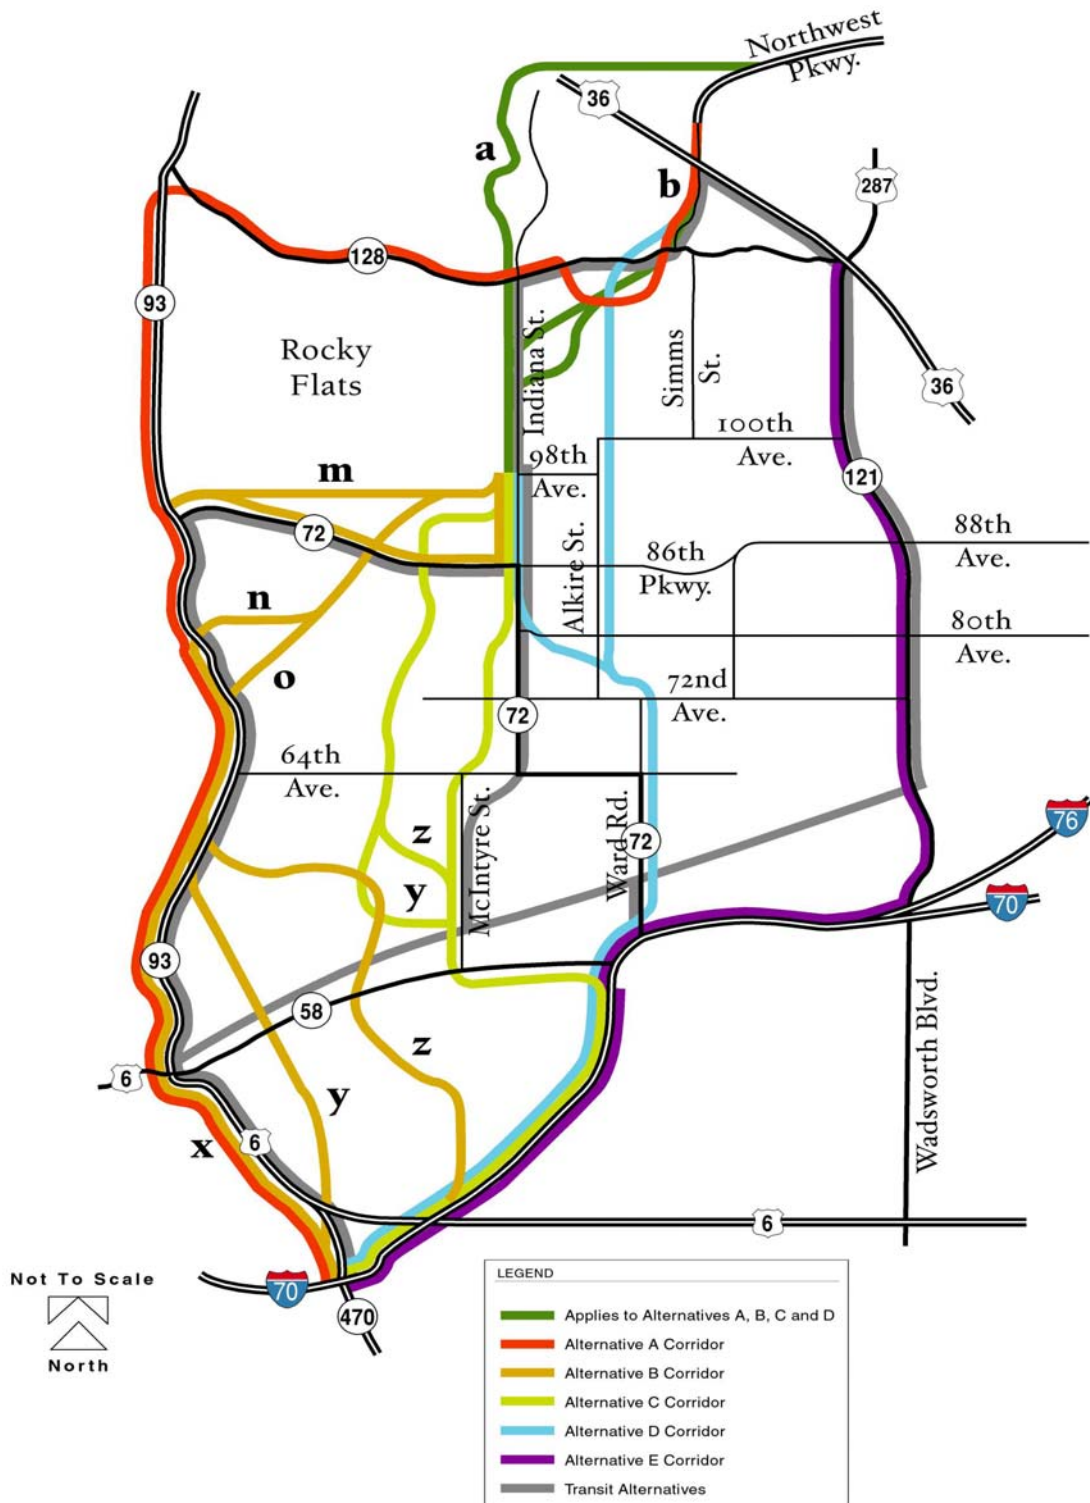 Northwest
Pkwy.
36
a
b
287
128
93
Rocky
Flats
Indiana St.
Simms
St.
36
100th
Ave.
98th
Ave.
m
121
72
88th
Ave.
86th
Pkwy.
Alkire St.
n
80th
Ave.
o
72nd
Ave.
72
64th
Ave.
McIntyre St.
Ward Rd.
72
z
y
76
70
93
58
z
Wadsworth Blvd.
6
y
x
6
6
Not To Scale
North
70
470
LEGEND
Applies to Alternatives A, B, C and D
Alternative A Corridor
Alternative B Corridor
Alternative C Corridor
Alternative D Corridor
Alternative E Corridor
Transit Alternatives